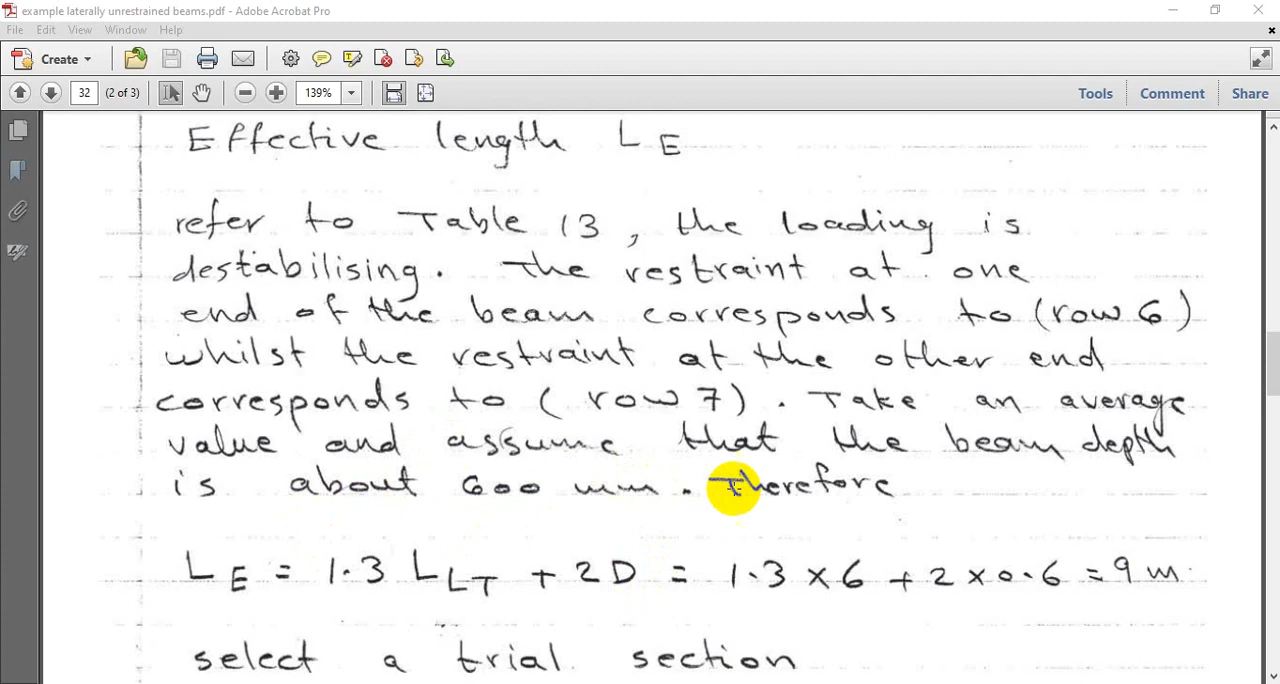 example laterally unrestrained beams.pdf - Adobe Acrobat Pro
File Edit View Window Help
Create
32 (2 of 3) 139% Tools Comment Share
Effective length L E
refer to Table 13, the loading is
destabilising. The restraint at one
end of the beam corresponds to (row 6)
whilst the restraint at the other end
corresponds to (row 7). Take an average
value and assume that the beam depth
is about 600 mm. Therefore
L E = 1.3 L LT + 2D = 1.3 × 6 + 2 × 0.6 = 9 m.
select a trial section